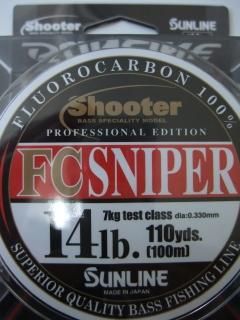 Shooter SUNLINE
FLUOROCARBON 100%
Shooter
BASS SPECIALITY MODEL
PROFESSIONAL EDITION
FC SNIPER
7kg test class dia:0.330mm
14lb. 110yds.
(100m)
SUNLINE
MADE IN JAPAN
SUPERIOR QUALITY BASS FISHING LINE